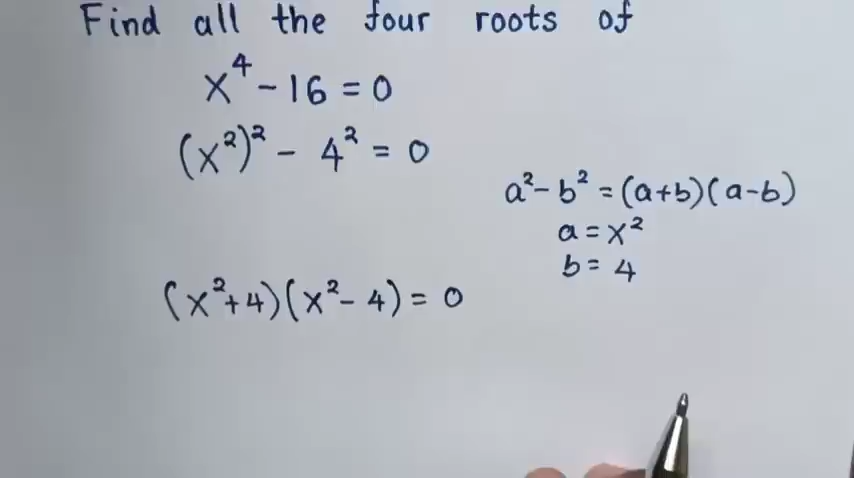 Find all the four roots of
x⁴ - 16 = 0
(x²)² - 4² = 0
a² - b² = (a+b)(a-b)
a = x²
b = 4
(x²+4)(x²-4) = 0